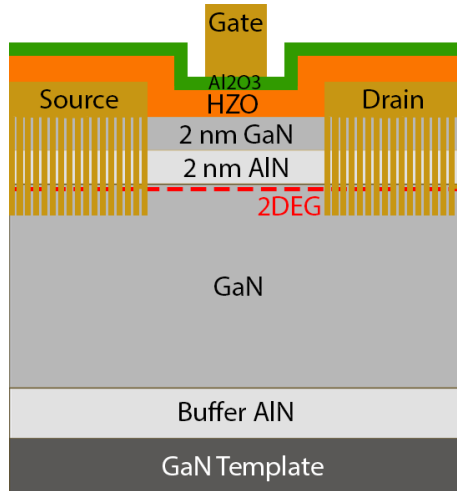 Gate
Al2O3
Source
HZO
Drain
2 nm GaN
2 nm AlN
2DEG
GaN
Buffer AlN
GaN Template